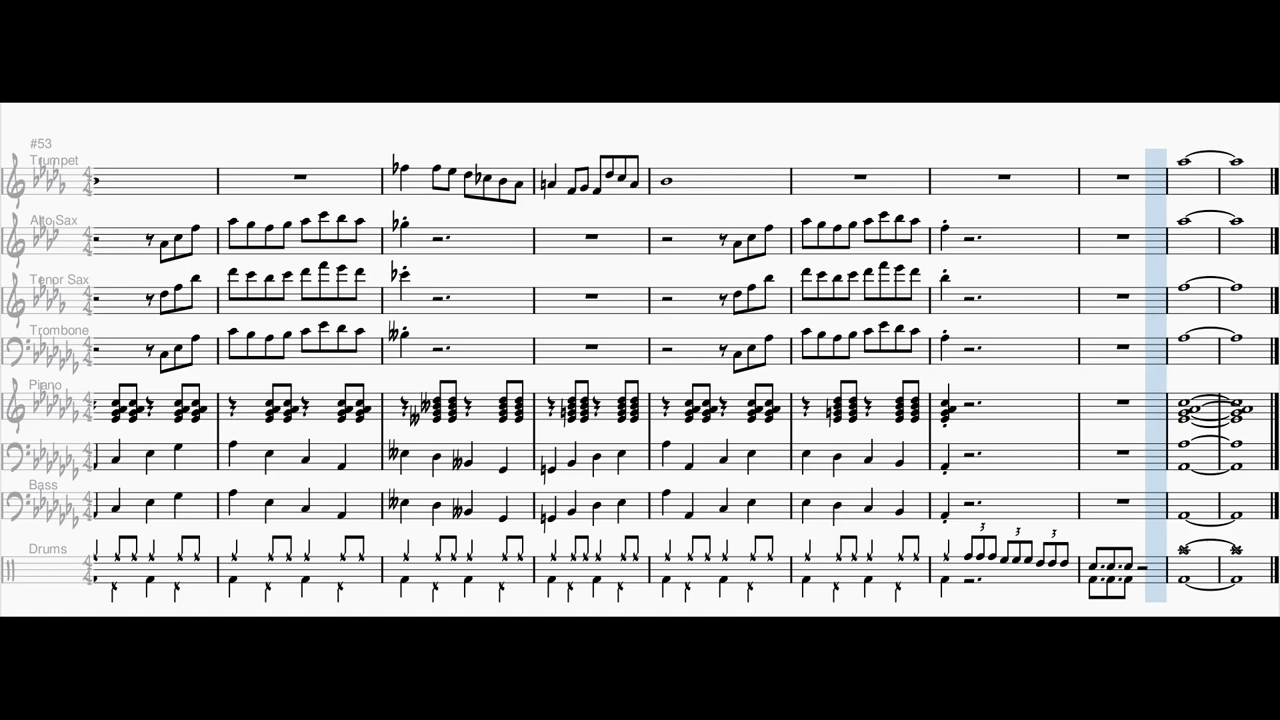 #53
Trumpet
Alto Sax
Tenor Sax
Trombone
Piano
Bass
Drums
3 3 3